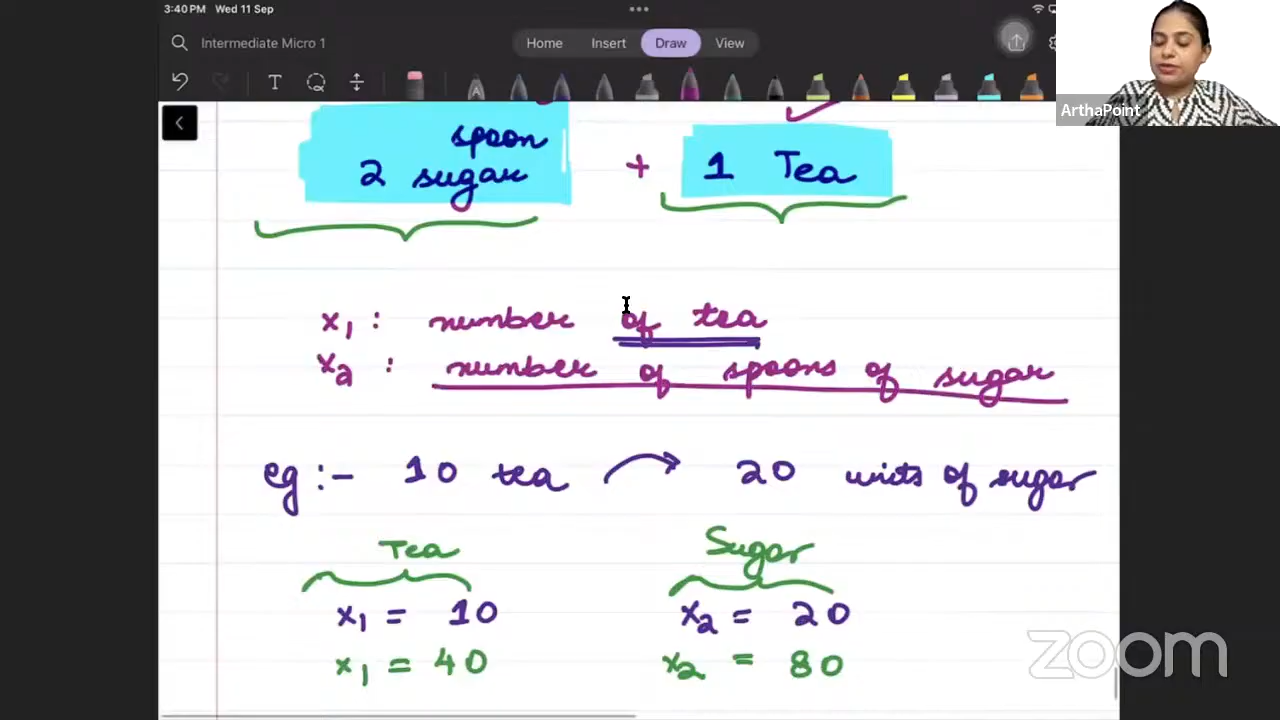 3:40 PM Wed 11 Sep
Intermediate Micro 1
Home Insert Draw View
T
A
ArthaPoint
spoon
2 sugar + 1 Tea
x1 : number of tea
x2 : number of spoons of sugar
eg :- 10 tea → 20 units of sugar
Tea Sugar
x1 = 10 x2 = 20
x1 = 40 x2 = 80
zoom